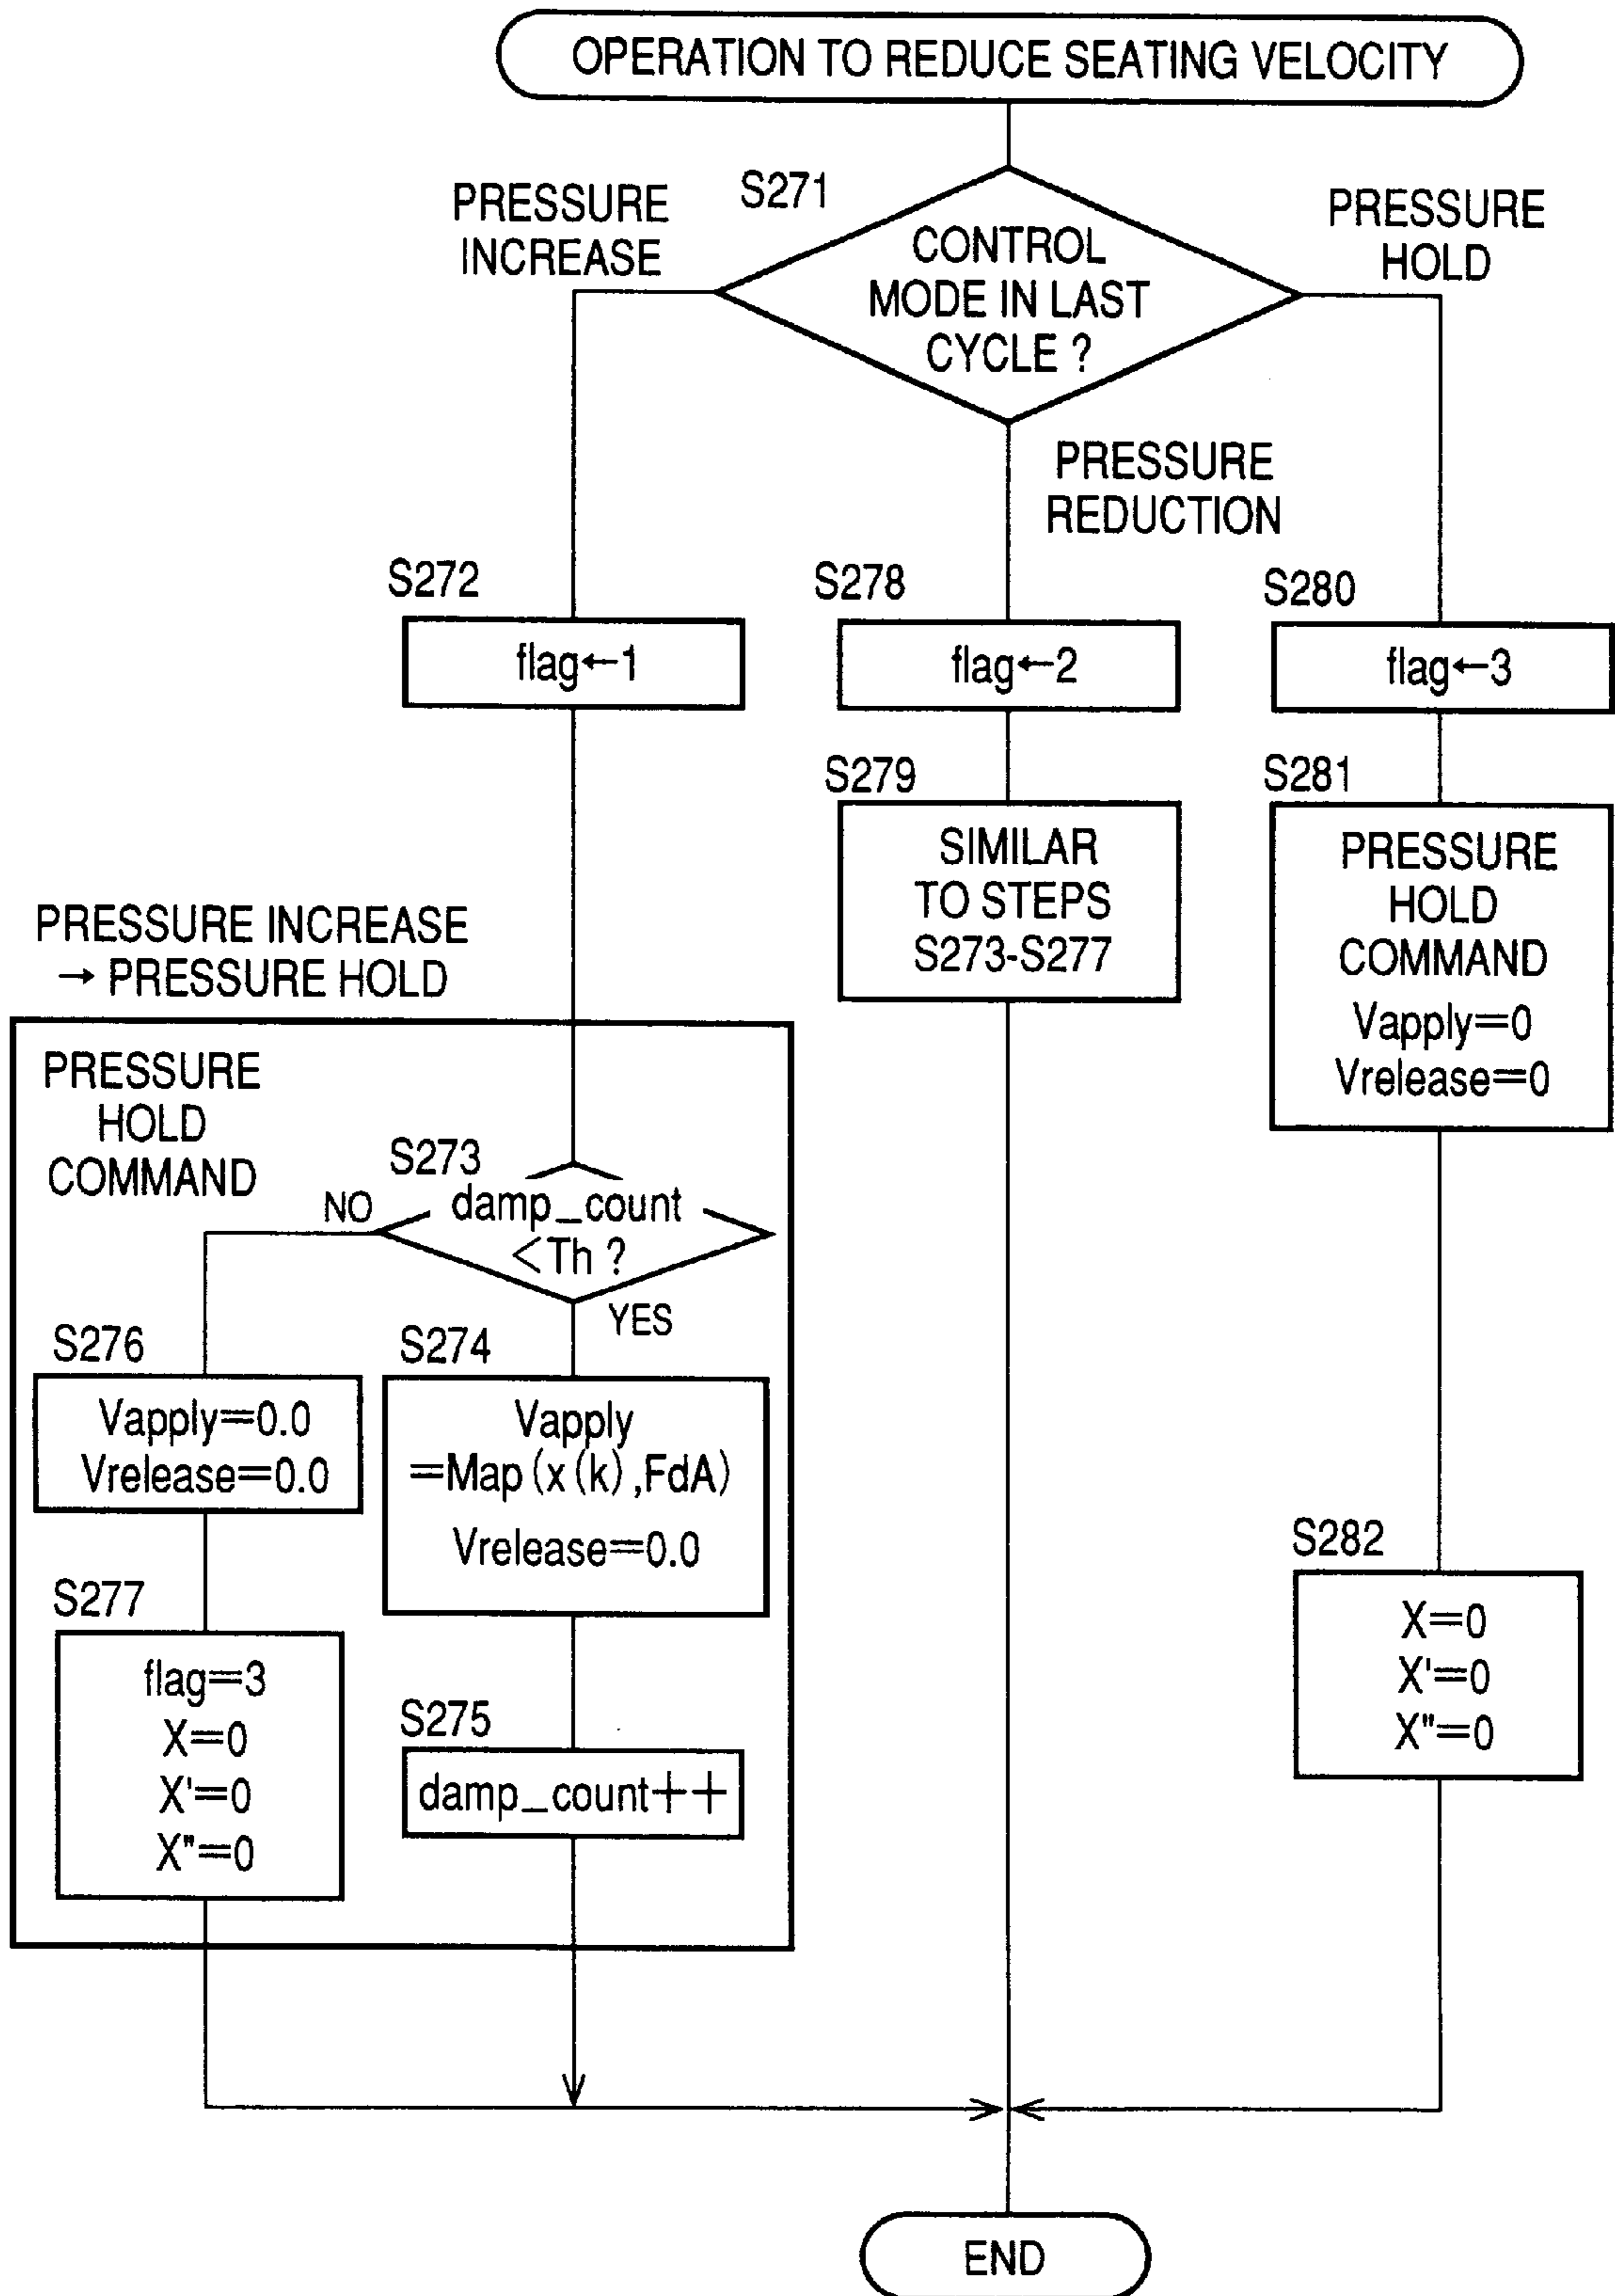 OPERATION TO REDUCE SEATING VELOCITY
S271
CONTROL
MODE IN LAST
CYCLE ?
PRESSURE
INCREASE
PRESSURE
HOLD
PRESSURE
REDUCTION
S272
flag←1
S278
flag←2
S280
flag←3
S279
SIMILAR
TO STEPS
S273-S277
S281
PRESSURE
HOLD
COMMAND
Vapply=0
Vrelease=0
PRESSURE INCREASE
→ PRESSURE HOLD
PRESSURE
HOLD
COMMAND
S273
damp_count
<Th ?
NO
YES
S276
Vapply=0.0
Vrelease=0.0
S274
Vapply
=Map(x(k),FdA)
Vrelease=0.0
S277
flag=3
X=0
X'=0
X"=0
S275
damp_count++
S282
X=0
X'=0
X"=0
END